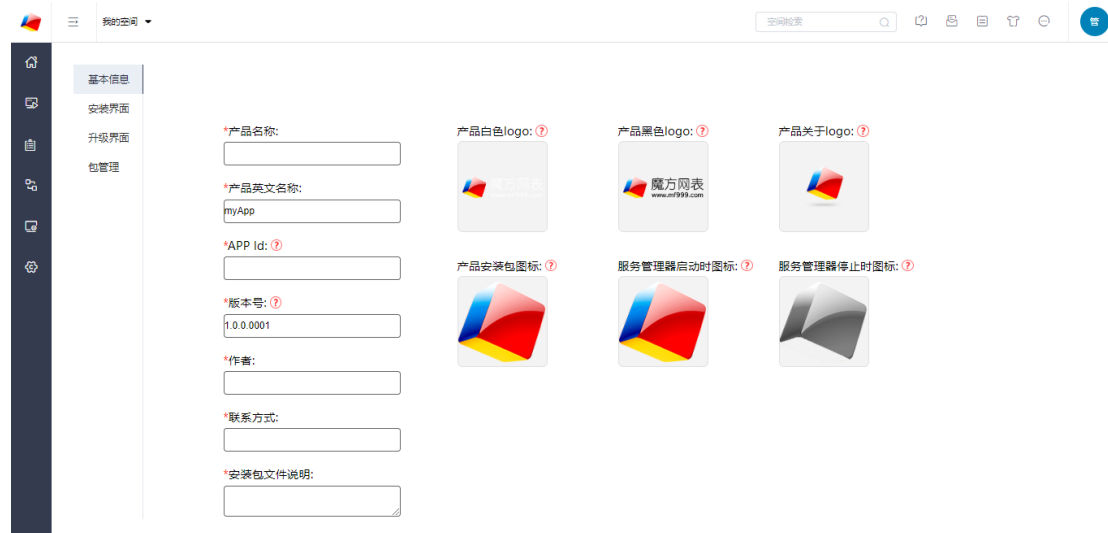 我的空间
空间检索
管
基本信息
安装界面
升级界面
包管理
*产品名称:
*产品英文名称:
myApp
*APP Id:
*版本号:
1.0.0.0001
*作者:
*联系方式:
*安装包文件说明:
产品白色logo:
产品黑色logo:
产品关于logo:
魔方网表
魔方网表
www.mf999.com
产品安装包图标:
服务管理器启动时图标:
服务管理器停止时图标: